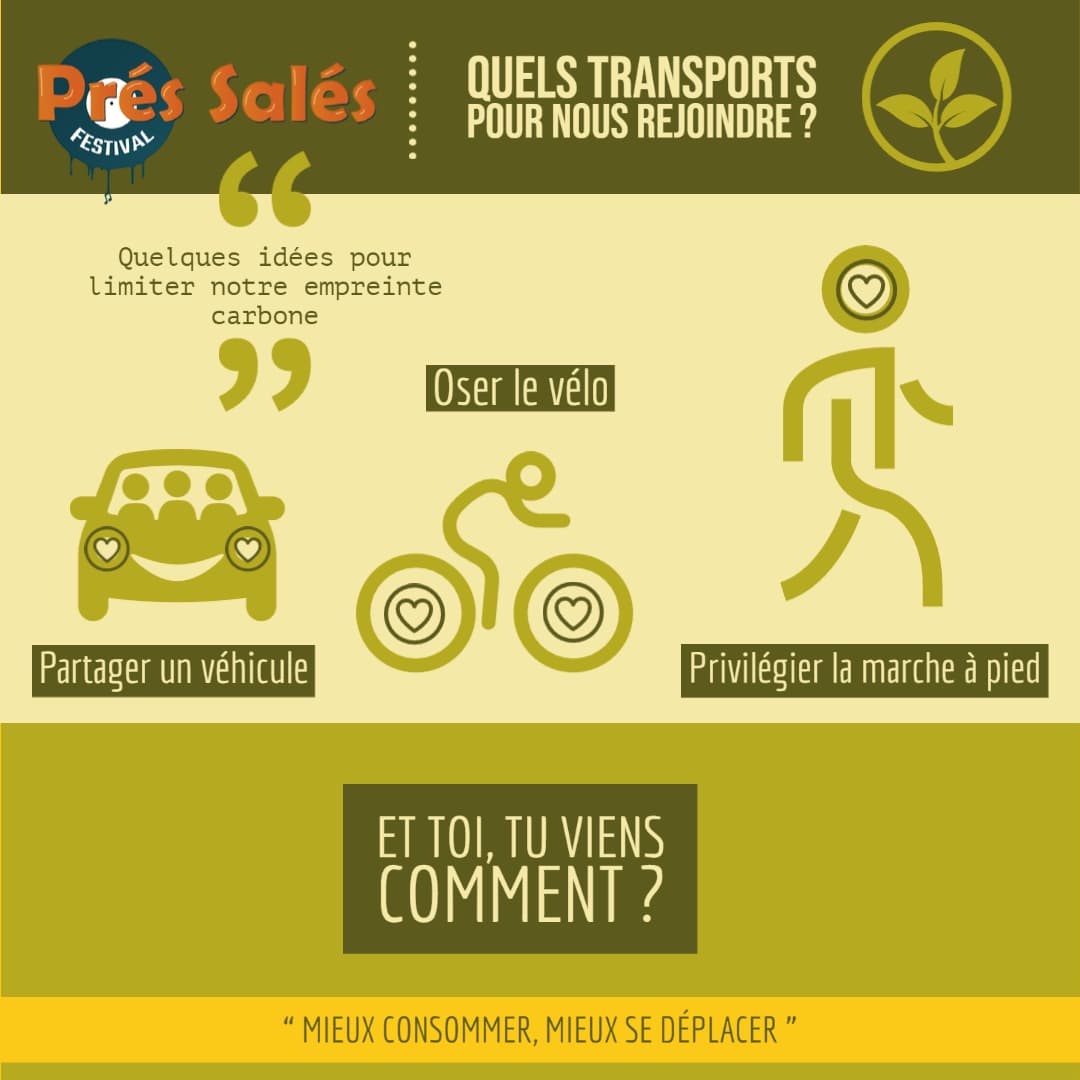 Prés Salés
FESTIVAL
QUELS TRANSPORTS
POUR NOUS REJOINDRE ?
“
Quelques idées pour
limiter notre empreinte
carbone
”
Oser le vélo
Partager un véhicule
Privilégier la marche à pied
ET TOI, TU VIENS
COMMENT ?
“ MIEUX CONSOMMER, MIEUX SE DÉPLACER ”